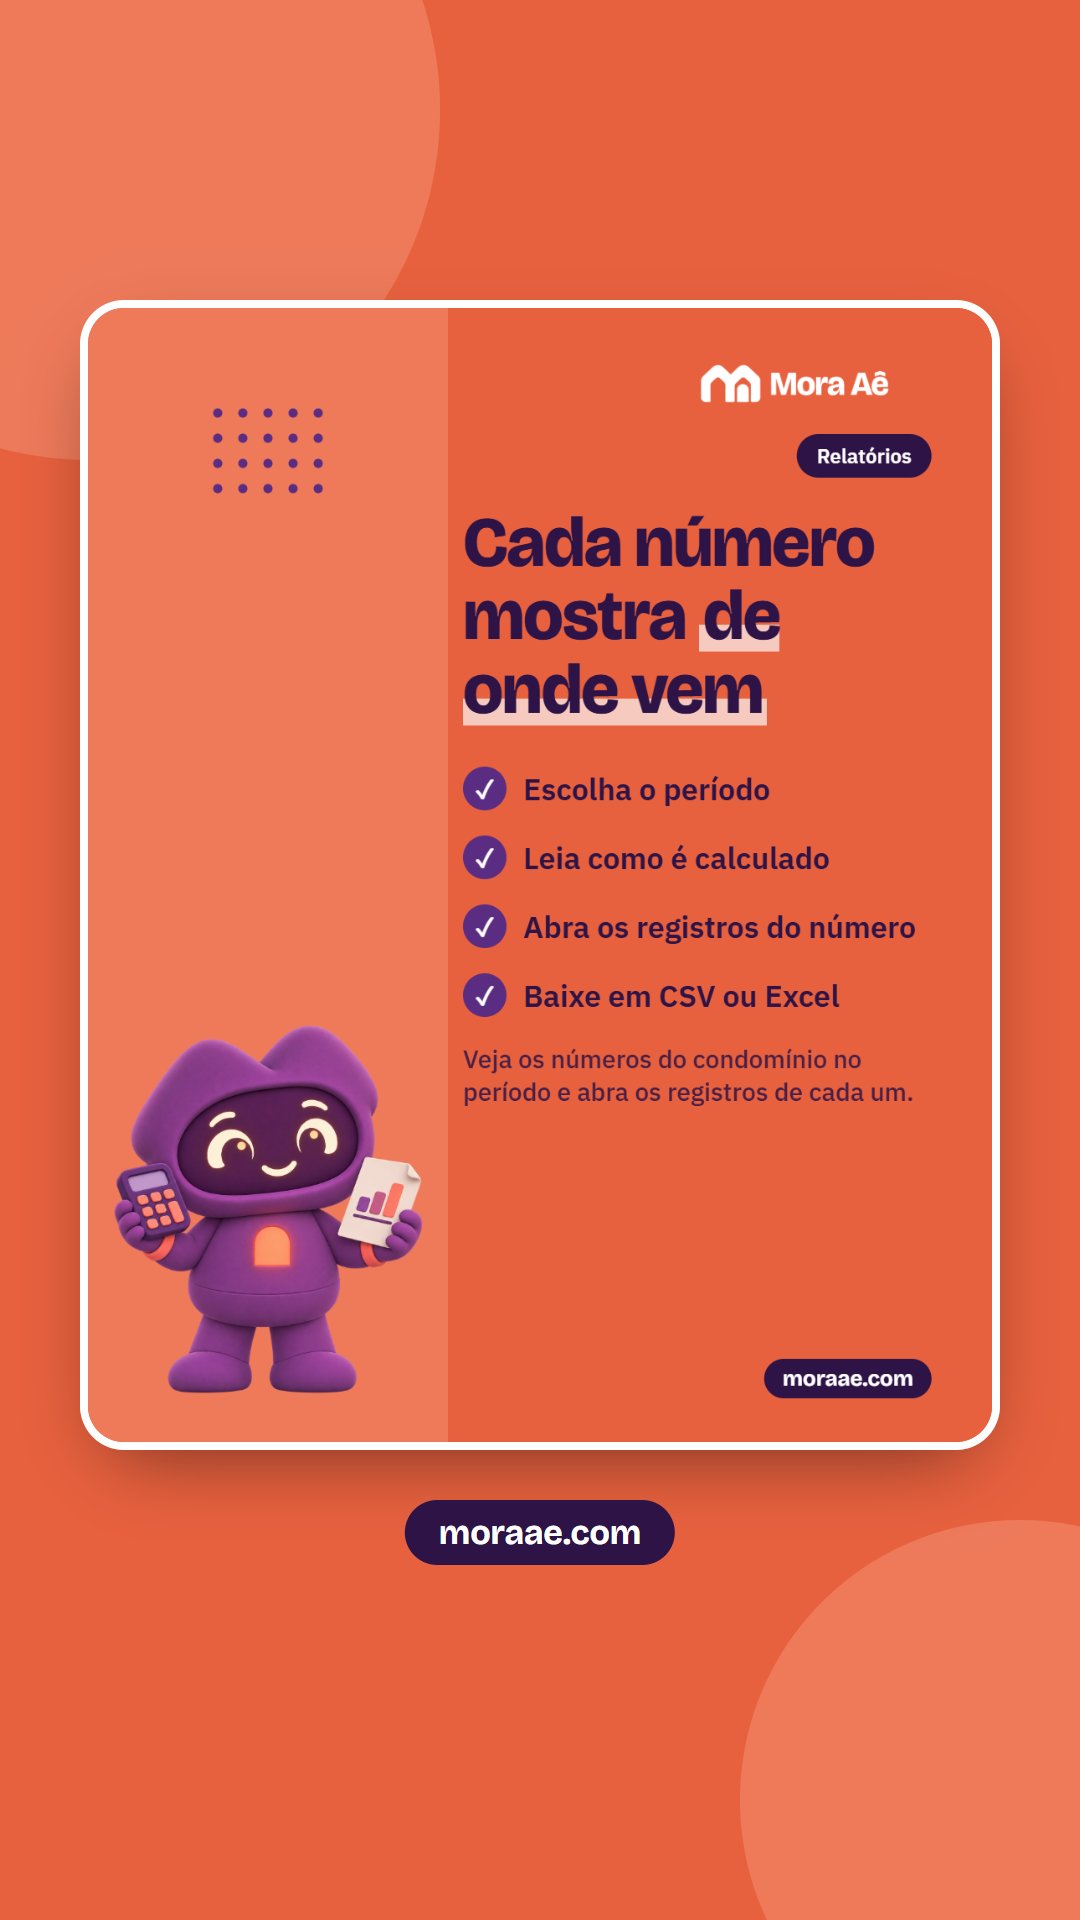 Mora Aê
Relatórios
Cada número
mostra de
onde vem
Escolha o período
Leia como é calculado
Abra os registros do número
Baixe em CSV ou Excel
Veja os números do condomínio no
período e abra os registros de cada um.
moraae.com
moraae.com